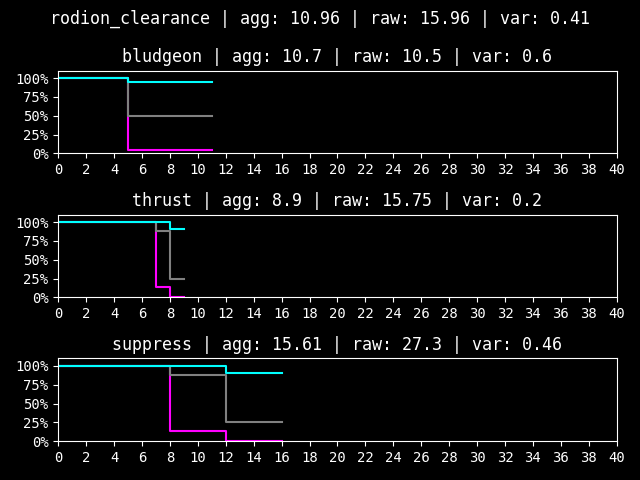 rodion_clearance | agg: 10.96 | raw: 15.96 | var: 0.41
bludgeon | agg: 10.7 | raw: 10.5 | var: 0.6
100%
75%
50%
25%
0%
0 2 4 6 8 10 12 14 16 18 20 22 24 26 28 30 32 34 36 38 40
thrust | agg: 8.9 | raw: 15.75 | var: 0.2
100%
75%
50%
25%
0%
0 2 4 6 8 10 12 14 16 18 20 22 24 26 28 30 32 34 36 38 40
suppress | agg: 15.61 | raw: 27.3 | var: 0.46
100%
75%
50%
25%
0%
0 2 4 6 8 10 12 14 16 18 20 22 24 26 28 30 32 34 36 38 40